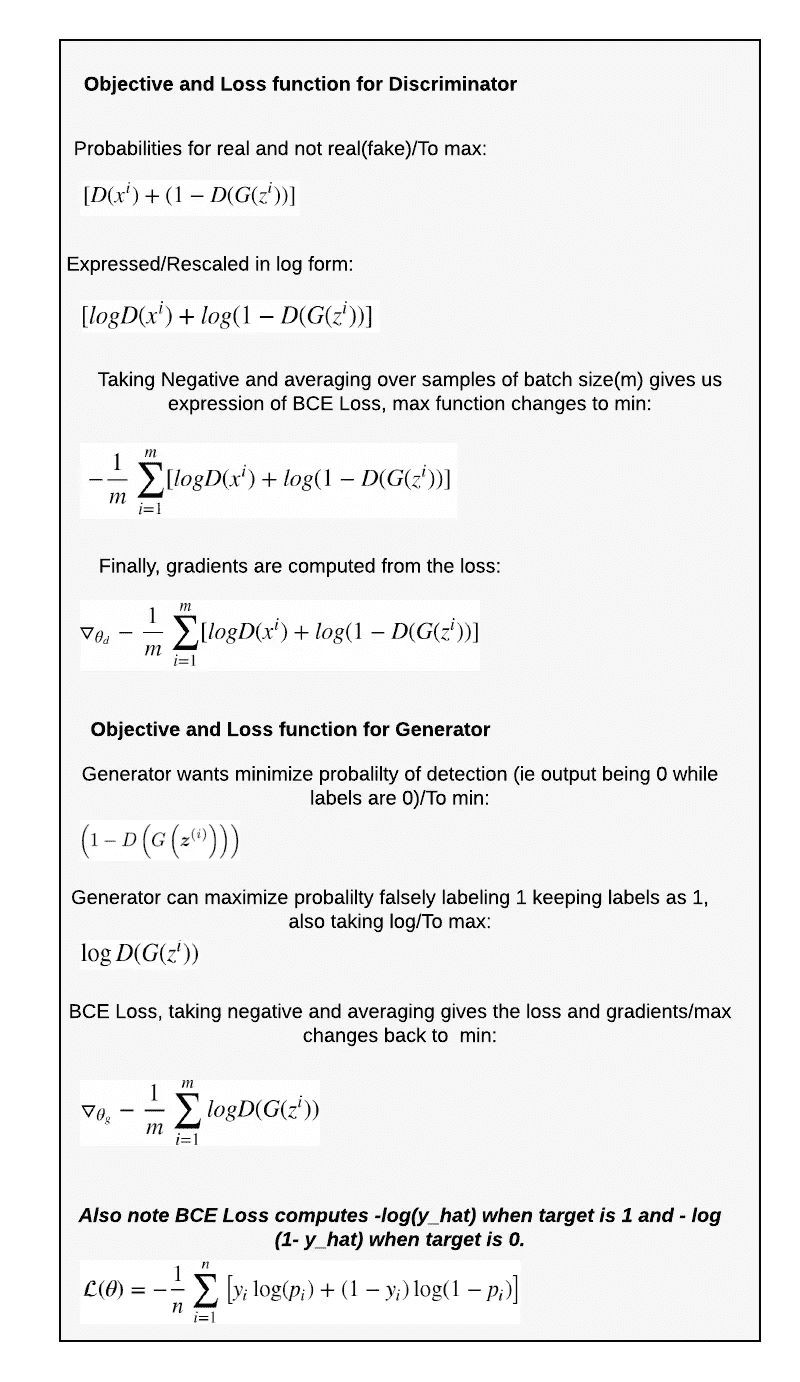 Objective and Loss function for Discriminator
Probabilities for real and not real(fake)/To max:
[D(xⁱ) + (1 − D(G(zⁱ))]
Expressed/Rescaled in log form:
[logD(xⁱ) + log(1 − D(G(zⁱ))]
Taking Negative and averaging over samples of batch size(m) gives us
expression of BCE Loss, max function changes to min:
$-\frac{1}{m}\sum_{i=1}^{m}[logD(x^i) + log(1 - D(G(z^i))]$
Finally, gradients are computed from the loss:
$\nabla_{\theta_d} - \frac{1}{m}\sum_{i=1}^{m}[logD(x^i) + log(1 - D(G(z^i))]$
Objective and Loss function for Generator
Generator wants minimize probalilty of detection (ie output being 0 while
labels are 0)/To min:
$\left(1 - D\left(G\left(z^{(i)}\right)\right)\right)$
Generator can maximize probalilty falsely labeling 1 keeping labels as 1,
also taking log/To max:
log D(G(zⁱ))
BCE Loss, taking negative and averaging gives the loss and gradients/max
changes back to min:
$\nabla_{\theta_g} - \frac{1}{m}\sum_{i=1}^{m} logD(G(z^i))$
Also note BCE Loss computes -log(y_hat) when target is 1 and - log
(1- y_hat) when target is 0.
$\mathcal{L}(\theta) = -\frac{1}{n}\sum_{i=1}^{n}\left[y_i \log(p_i) + (1 - y_i)\log(1 - p_i)\right]$